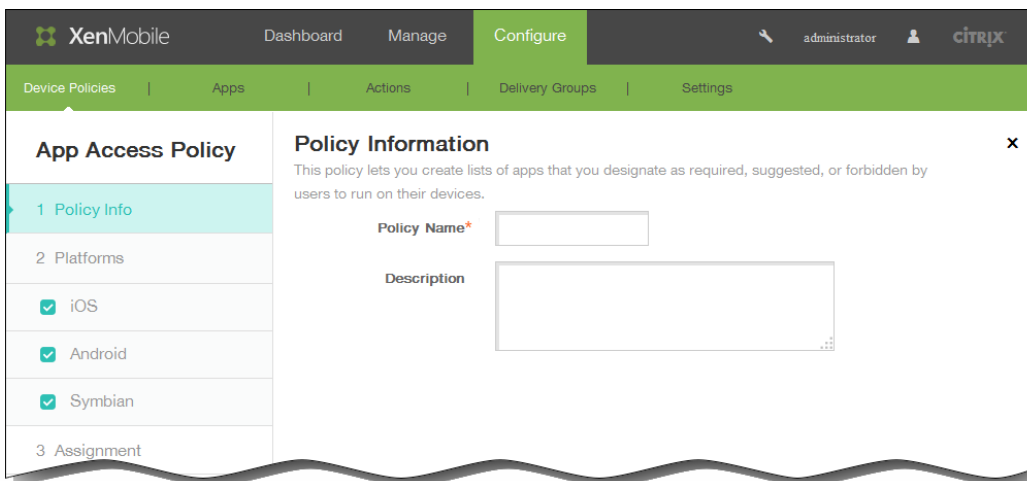 XenMobile Dashboard Manage Configure administrator CİTRIX
Device Policies | Apps | Actions | Delivery Groups | Settings
App Access Policy
1 Policy Info
2 Platforms
iOS
Android
Symbian
3 Assignment
Policy Information x
This policy lets you create lists of apps that you designate as required, suggested, or forbidden by
users to run on their devices.
Policy Name*
Description